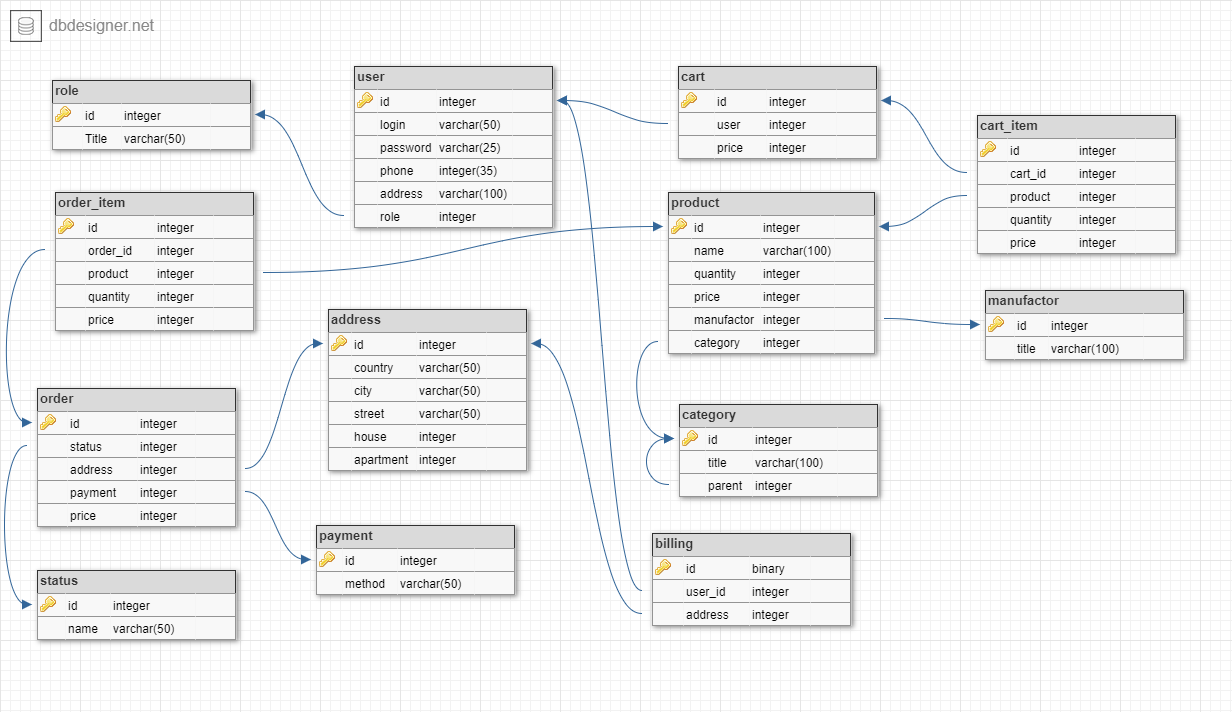 dbdesigner.net
role
id integer
Title varchar(50)
user
id integer
login varchar(50)
password varchar(25)
phone integer(35)
address varchar(100)
role integer
cart
id integer
user integer
price integer
cart_item
id integer
cart_id integer
product integer
quantity integer
price integer
order_item
id integer
order_id integer
product integer
quantity integer
price integer
product
id integer
name varchar(100)
quantity integer
price integer
manufactor integer
category integer
manufactor
id integer
title varchar(100)
address
id integer
country varchar(50)
city varchar(50)
street varchar(50)
house integer
apartment integer
order
id integer
status integer
address integer
payment integer
price integer
category
id integer
title varchar(100)
parent integer
payment
id integer
method varchar(50)
billing
id binary
user_id integer
address integer
status
id integer
name varchar(50)